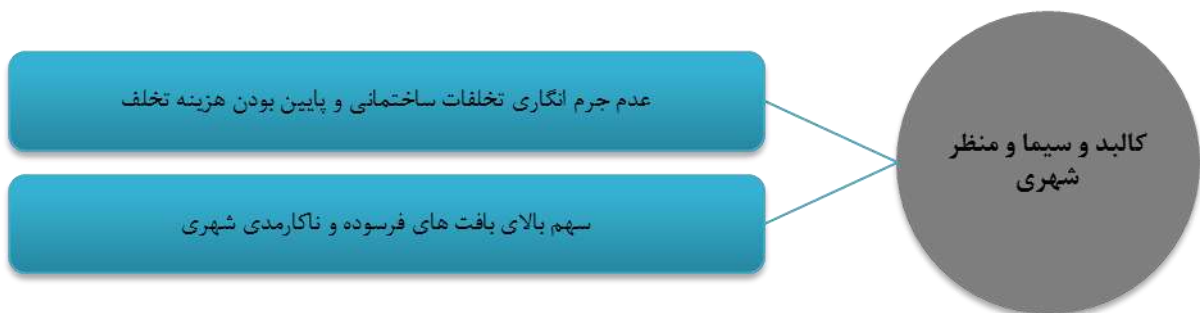 کالبد و سیما و منظر
شهری
عدم جرم انگاری تخلفات ساختمانی و پایین بودن هزینه تخلف
سهم بالای بافت های فرسوده و ناکارمدی شهری